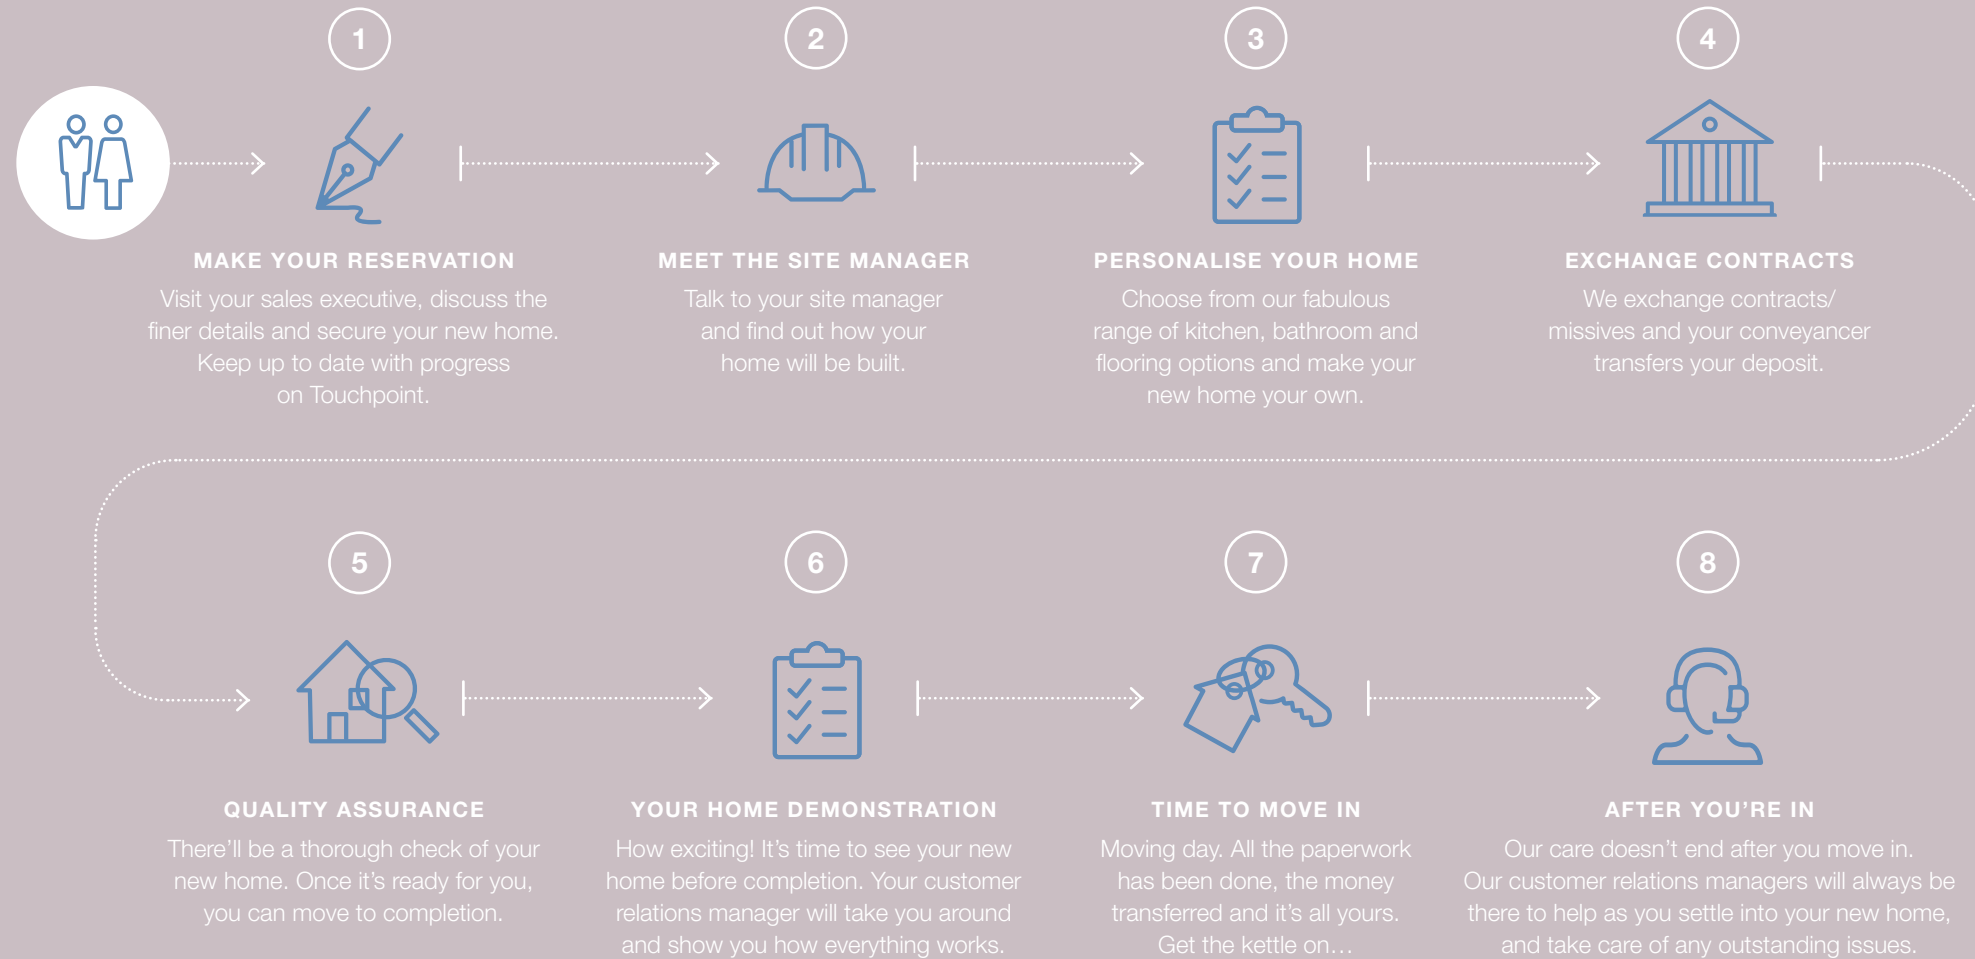 1
MAKE YOUR RESERVATION
Visit your sales executive, discuss the
finer details and secure your new home.
Keep up to date with progress
on Touchpoint.
2
MEET THE SITE MANAGER
Talk to your site manager
and find out how your
home will be built.
3
PERSONALISE YOUR HOME
Choose from our fabulous
range of kitchen, bathroom and
flooring options and make your
new home your own.
4
EXCHANGE CONTRACTS
We exchange contracts/
missives and your conveyancer
transfers your deposit.
5
QUALITY ASSURANCE
There’ll be a thorough check of your
new home. Once it’s ready for you,
you can move to completion.
6
YOUR HOME DEMONSTRATION
How exciting! It’s time to see your new
home before completion. Your customer
relations manager will take you around
and show you how everything works.
7
TIME TO MOVE IN
Moving day. All the paperwork
has been done, the money
transferred and it’s all yours.
Get the kettle on…
8
AFTER YOU’RE IN
Our care doesn’t end after you move in.
Our customer relations managers will always be
there to help as you settle into your new home,
and take care of any outstanding issues.